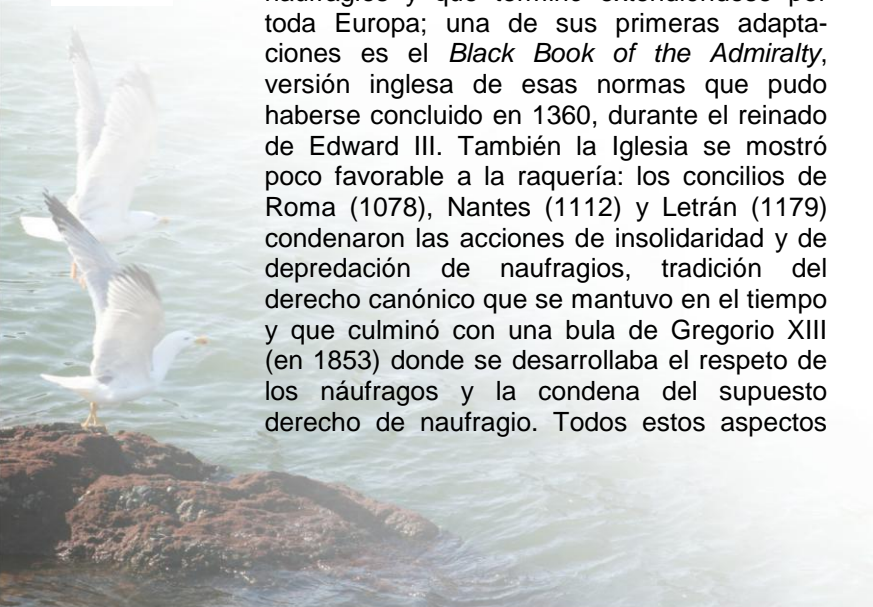 naufragios y que terminó extendiéndose por
toda Europa; una de sus primeras adapta-
ciones es el Black Book of the Admiralty,
versión inglesa de esas normas que pudo
haberse concluido en 1360, durante el reinado
de Edward III. También la Iglesia se mostró
poco favorable a la raquería: los concilios de
Roma (1078), Nantes (1112) y Letrán (1179)
condenaron las acciones de insolidaridad y de
depredación de naufragios, tradición del
derecho canónico que se mantuvo en el tiempo
y que culminó con una bula de Gregorio XIII
(en 1853) donde se desarrollaba el respeto de
los náufragos y la condena del supuesto
derecho de naufragio. Todos estos aspectos